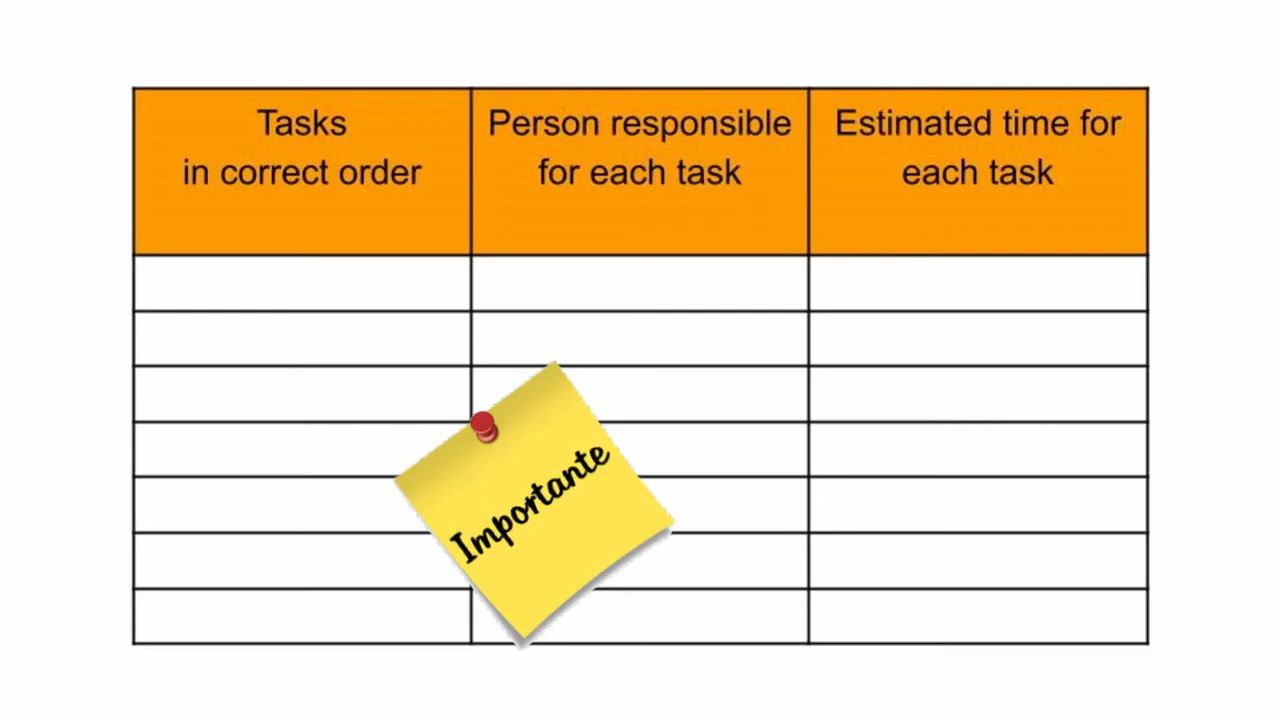 Tasks
in correct order
Person responsible
for each task
Estimated time for
each task
Importante